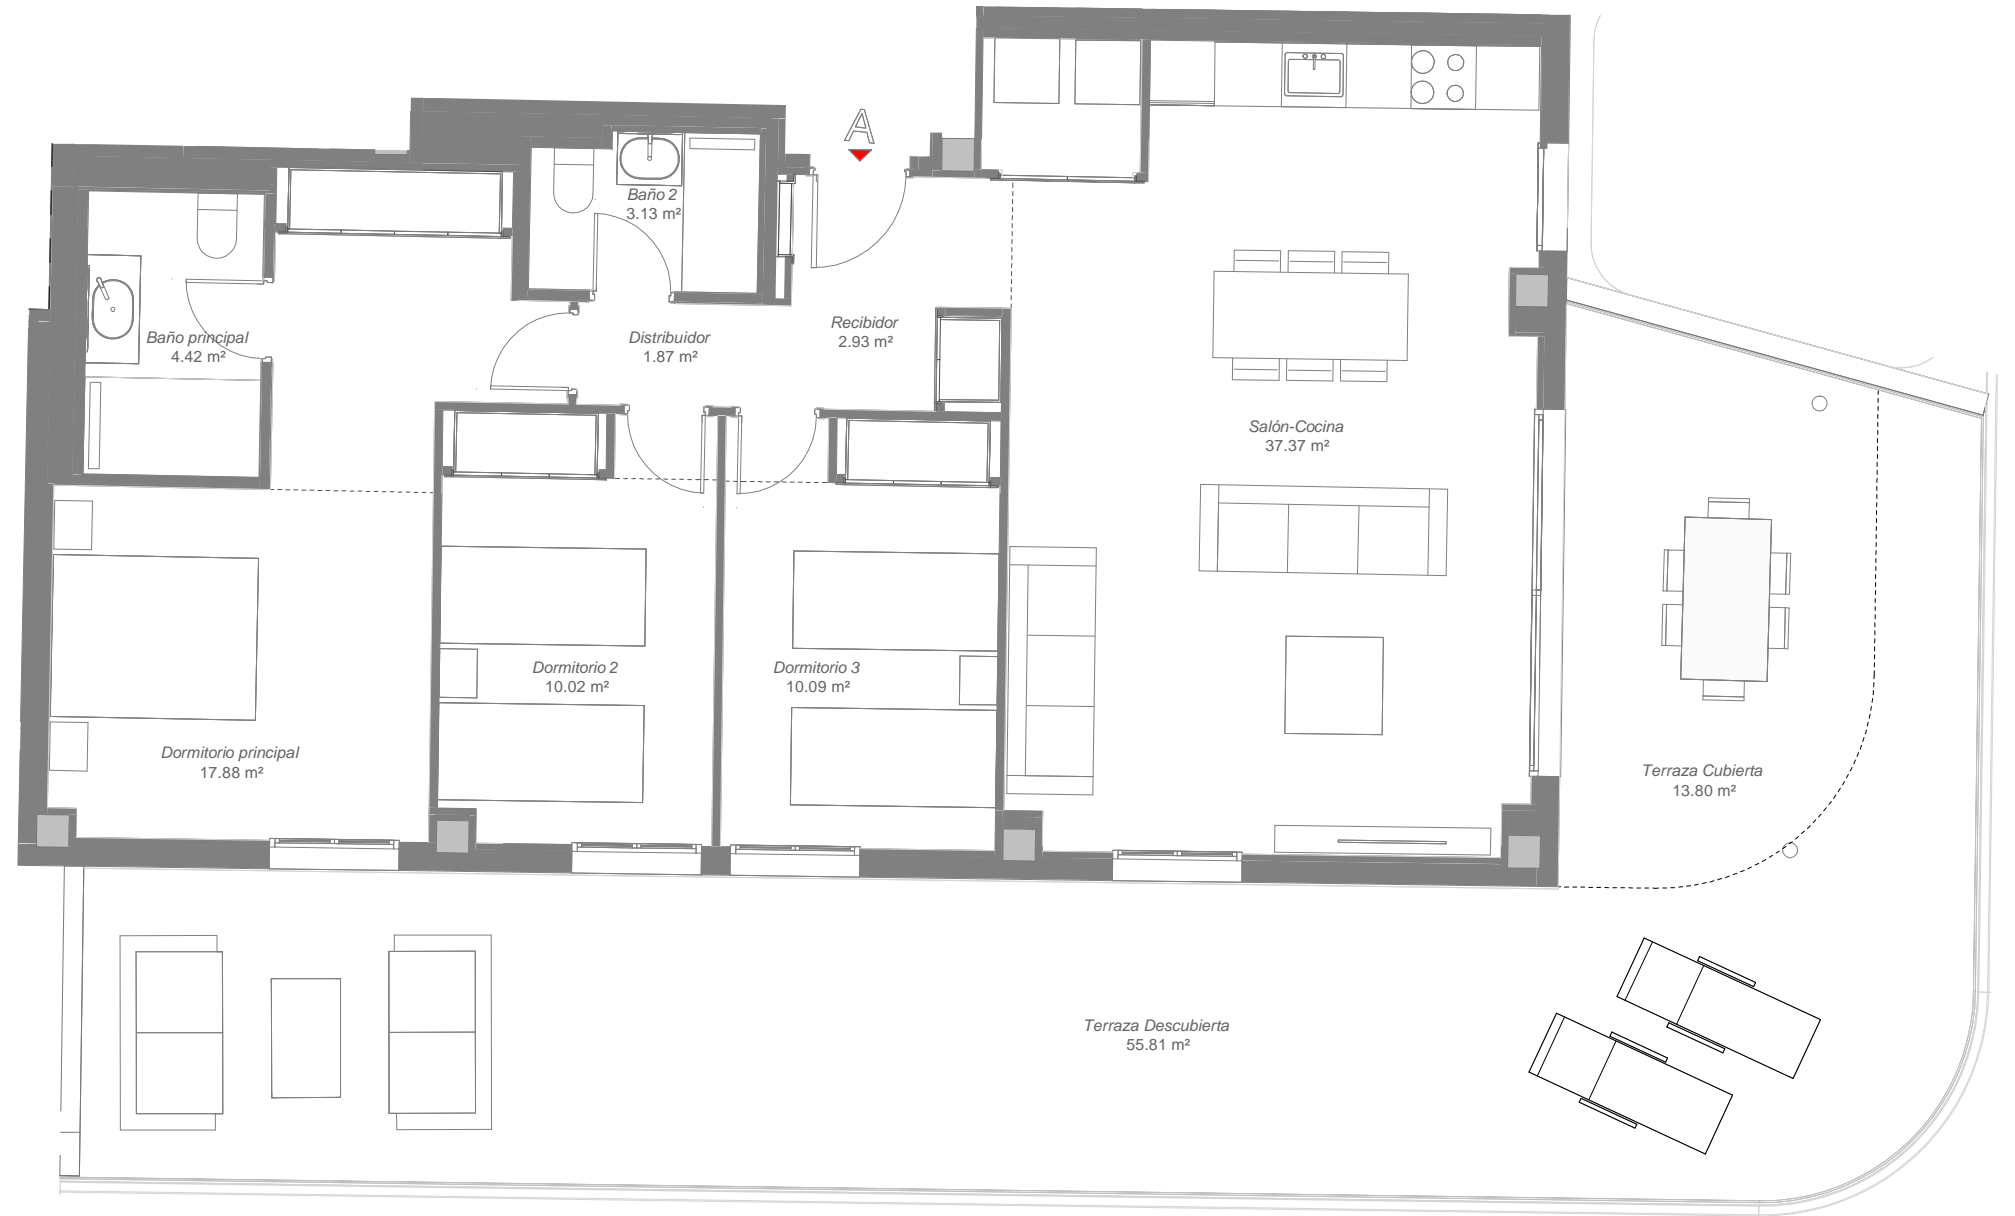 A
Baño 2
3.13 m²
Baño principal
4.42 m²
Distribuidor
1.87 m²
Recibidor
2.93 m²
Salón-Cocina
37.37 m²
Dormitorio 2
10.02 m²
Dormitorio 3
10.09 m²
Dormitorio principal
17.88 m²
Terraza Cubierta
13.80 m²
Terraza Descubierta
55.81 m²